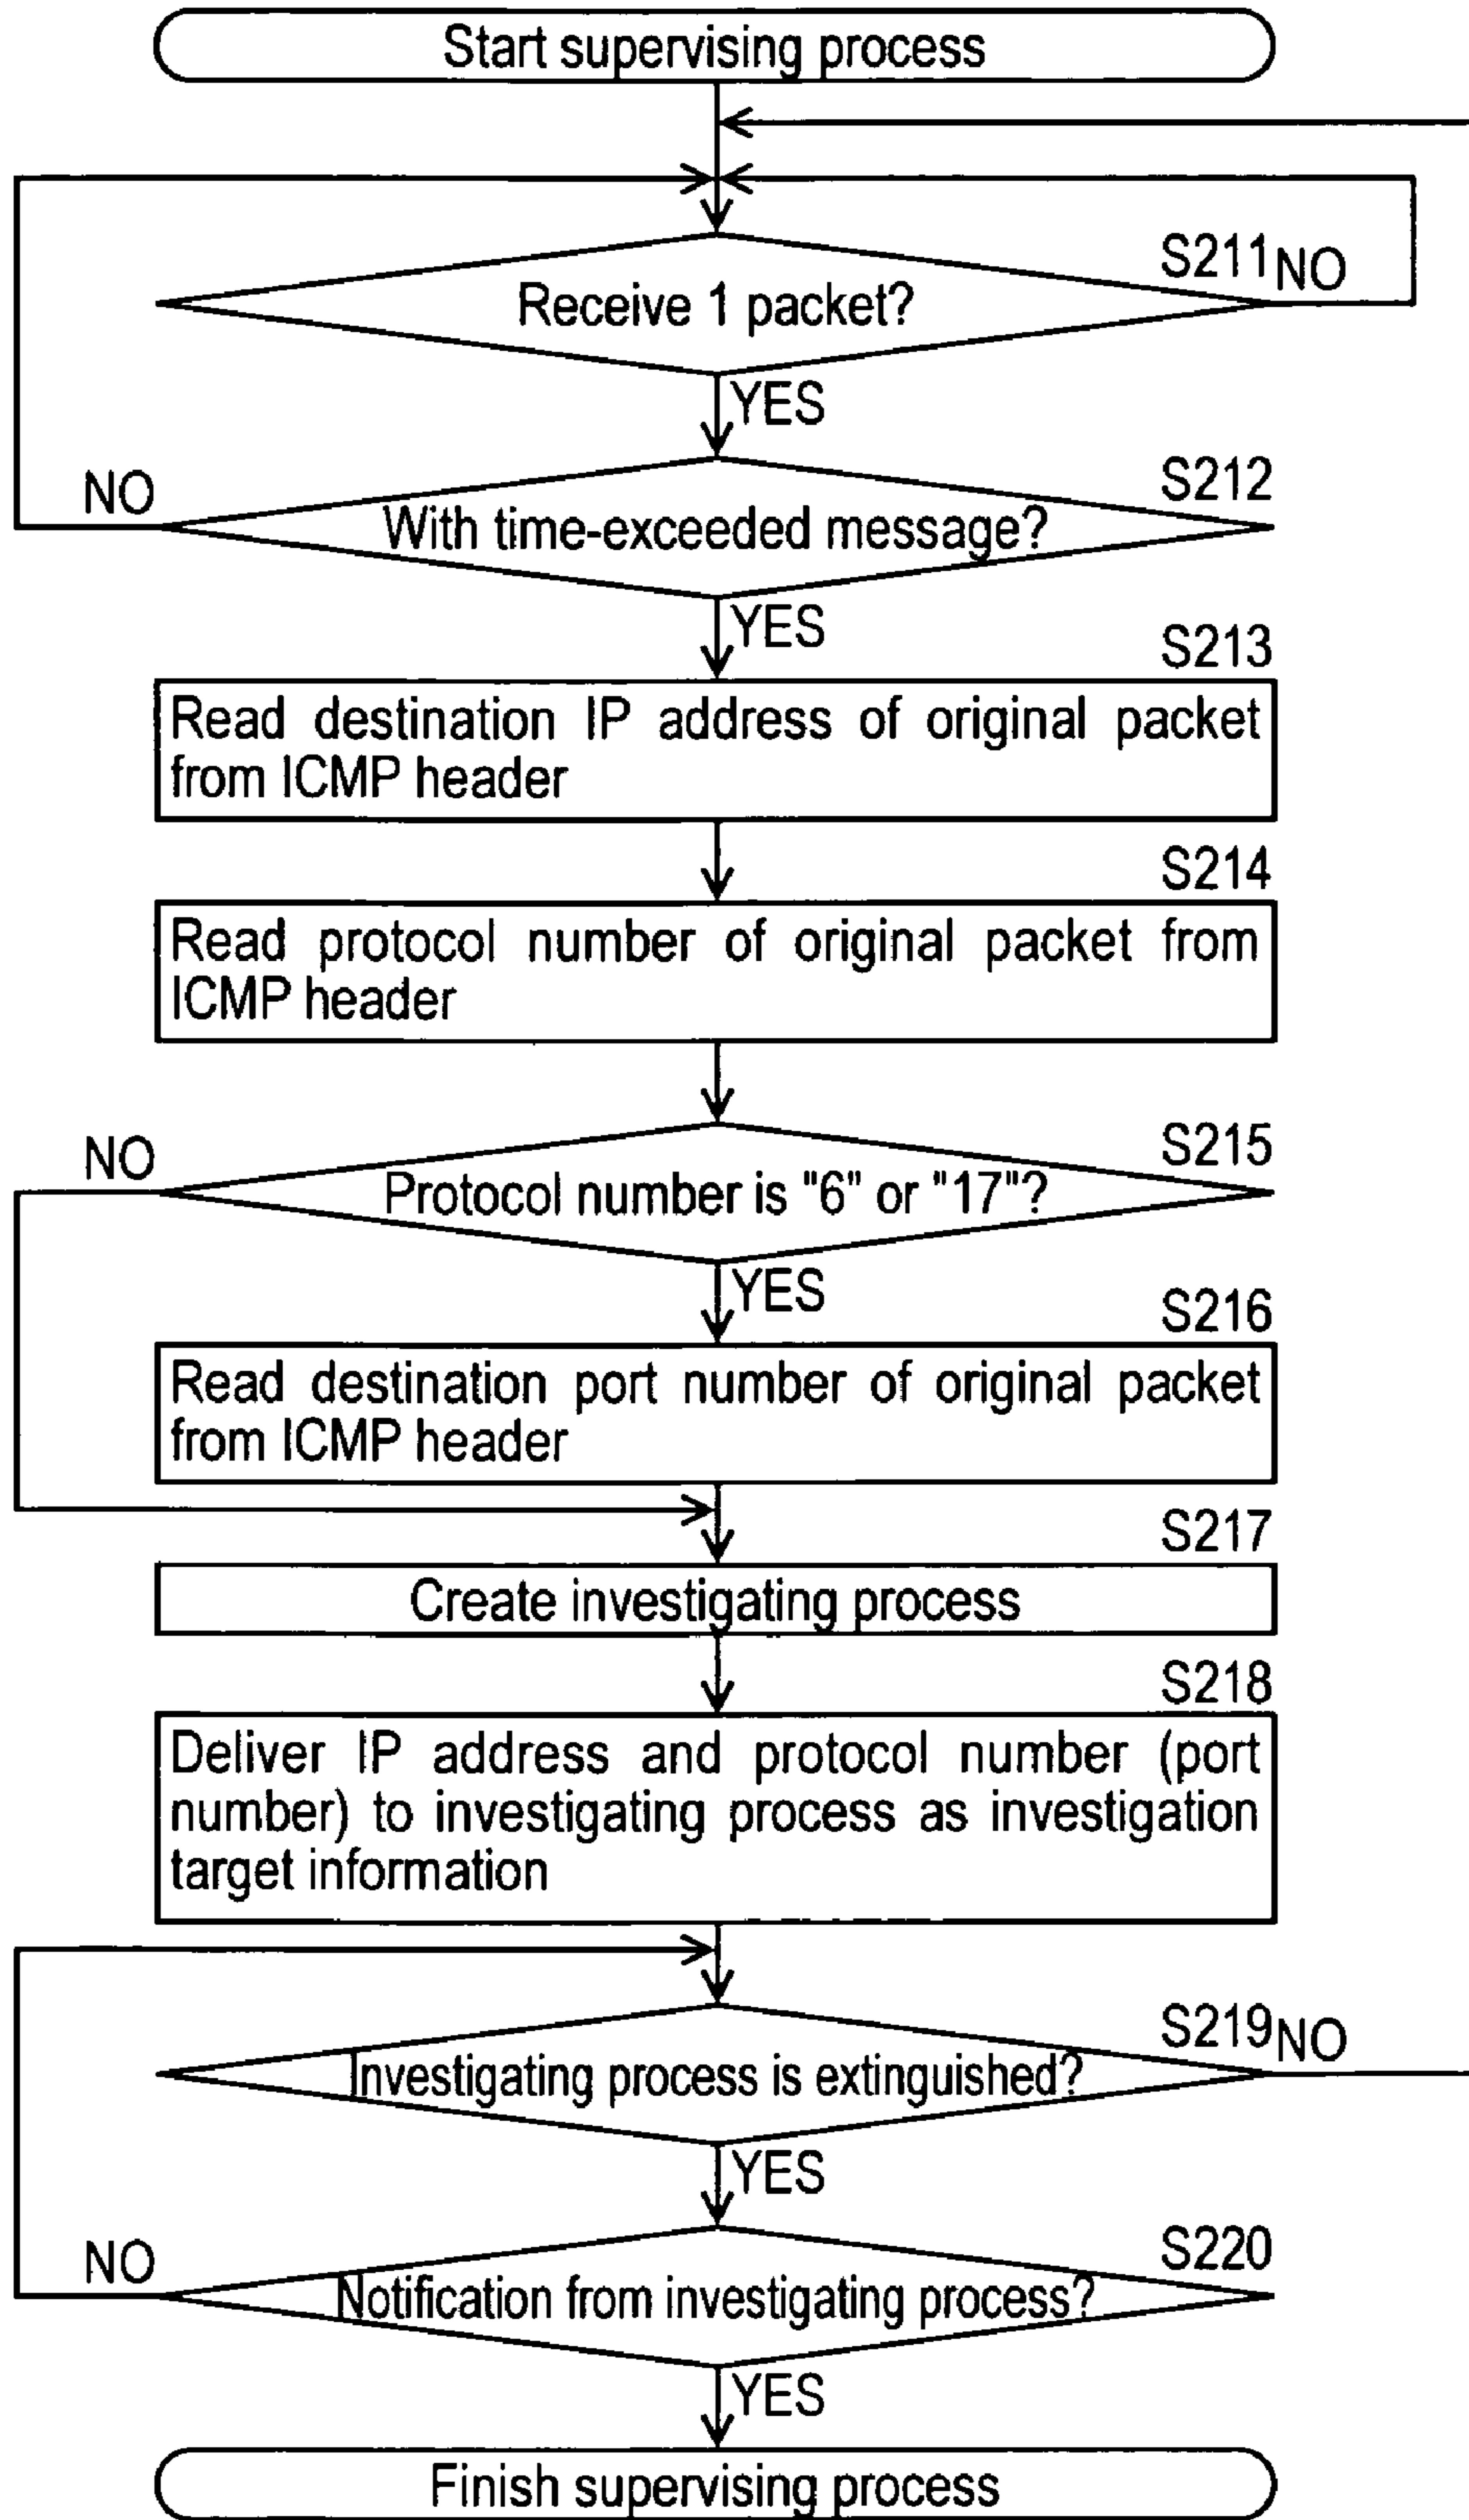 Start supervising process
S211
NO
Receive 1 packet?
YES
S212
NO
With time-exceeded message?
YES
S213
Read destination IP address of original packet
from ICMP header
S214
Read protocol number of original packet from
ICMP header
S215
NO
Protocol number is "6" or "17"?
YES
S216
Read destination port number of original packet
from ICMP header
S217
Create investigating process
S218
Deliver IP address and protocol number (port
number) to investigating process as investigation
target information
S219
NO
Investigating process is extinguished?
YES
S220
NO
Notification from investigating process?
YES
Finish supervising process